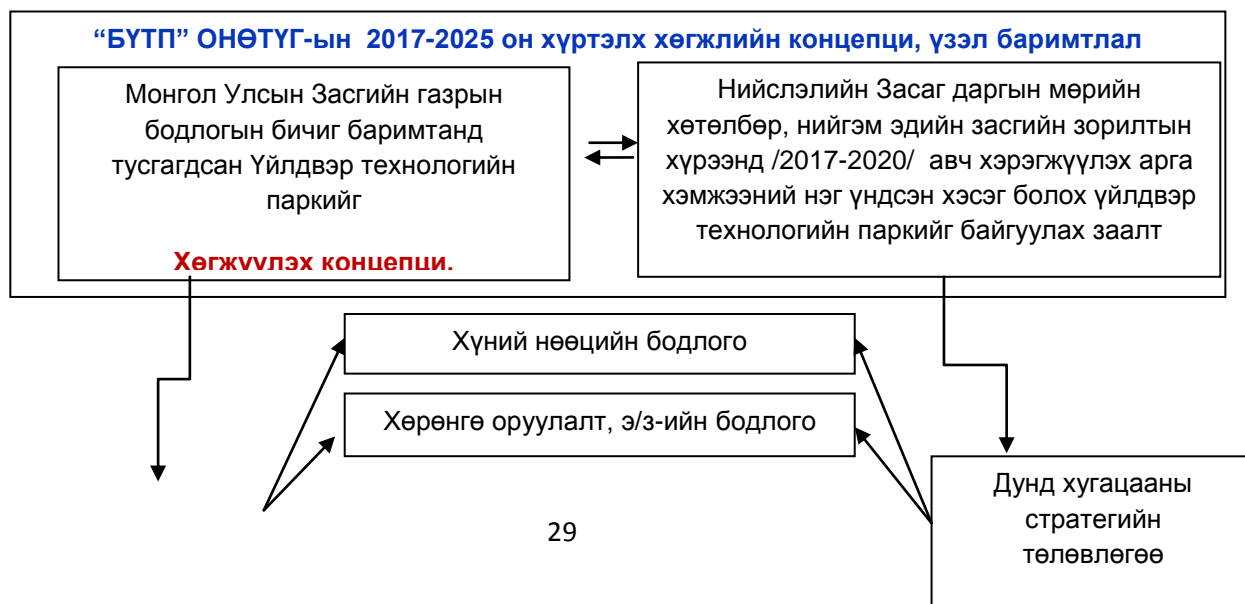 “БҮТП” ОНӨТҮГ-ын 2017-2025 он хүртэлх хөгжлийн концепци, үзэл баримтлал
Монгол Улсын Засгийн газрын
бодлогын бичиг баримтанд
тусгагдсан Үйлдвэр технологийн
паркийг
Хөгжүүлэх концепци.
Нийслэлийн Засаг даргын мөрийн
хөтөлбөр, нийгэм эдийн засгийн зорилтын
хүрээнд /2017-2020/ авч хэрэгжүүлэх арга
хэмжээний нэг үндсэн хэсэг болох үйлдвэр
технологийн паркийг байгуулах заалт
Хүний нөөцийн бодлого
Хөрөнгө оруулалт, э/з-ийн бодлого
Дунд хугацааны
стратегийн
төлөвлөгөө
29